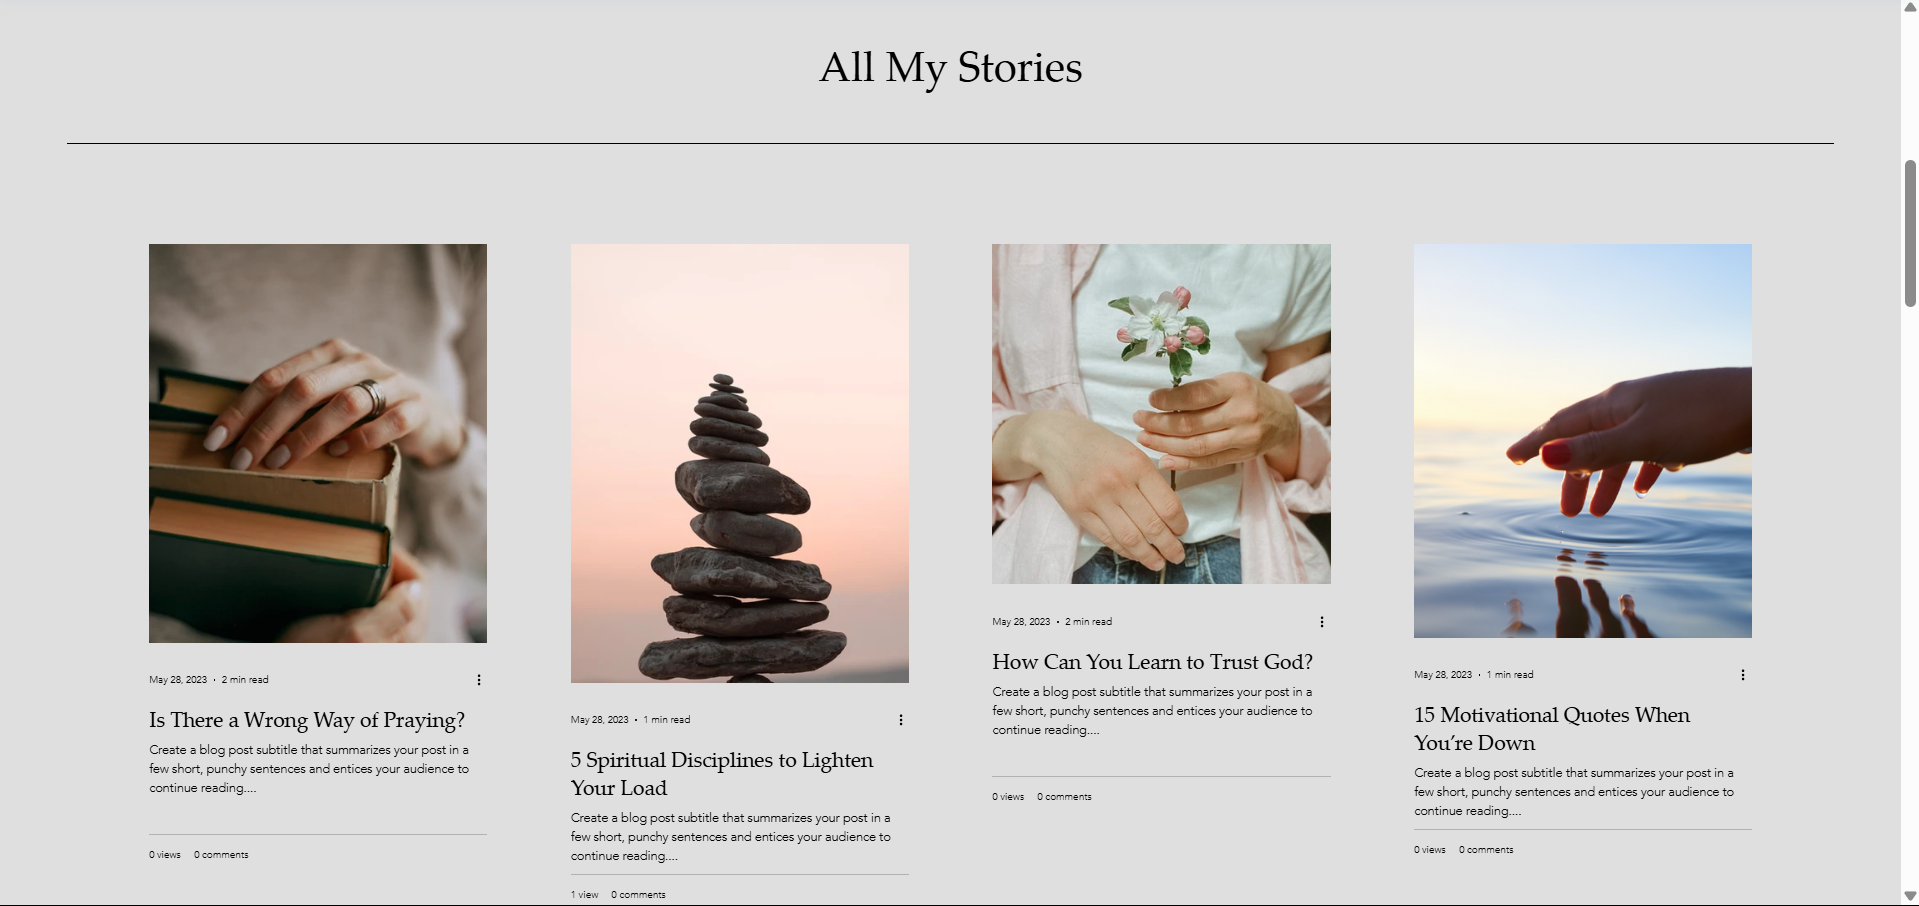 All My Stories
May 28, 2023 • 2 min read
Is There a Wrong Way of Praying?
Create a blog post subtitle that summarizes your post in a
few short, punchy sentences and entices your audience to
continue reading....
0 views 0 comments
May 28, 2023 • 1 min read
5 Spiritual Disciplines to Lighten
Your Load
Create a blog post subtitle that summarizes your post in a
few short, punchy sentences and entices your audience to
continue reading....
1 view 0 comments
May 28, 2023 • 2 min read
How Can You Learn to Trust God?
Create a blog post subtitle that summarizes your post in a
few short, punchy sentences and entices your audience to
continue reading....
0 views 0 comments
May 28, 2023 • 1 min read
15 Motivational Quotes When
You’re Down
Create a blog post subtitle that summarizes your post in a
few short, punchy sentences and entices your audience to
continue reading....
0 views 0 comments